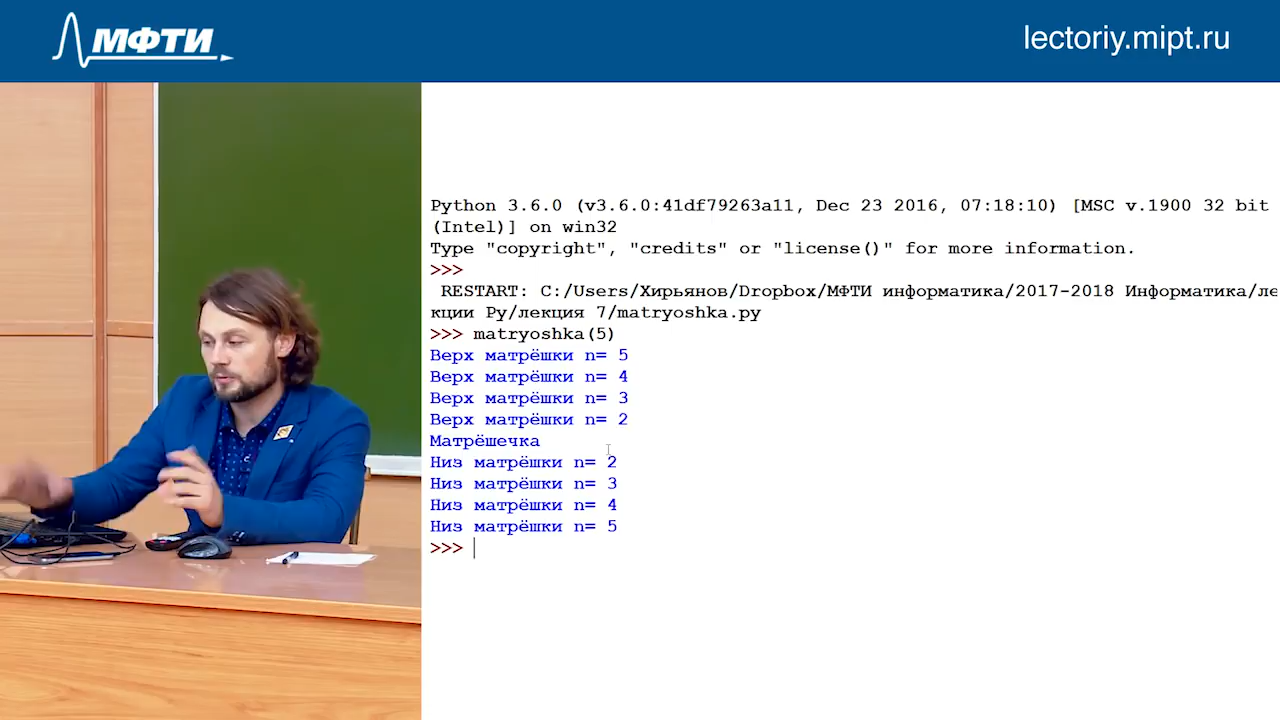 МФТИ
lectoriy.mipt.ru
Python 3.6.0 (v3.6.0:41df79263a11, Dec 23 2016, 07:18:10) [MSC v.1900 32 bit
(Intel)] on win32
Type "copyright", "credits" or "license()" for more information.
>>>
RESTART: C:/Users/Хирьянов/Dropbox/МФТИ информатика/2017-2018 Информатика/ле
кции Py/лекция 7/matryoshka.py
>>> matryoshka(5)
Верх матрёшки n= 5
Верх матрёшки n= 4
Верх матрёшки n= 3
Верх матрёшки n= 2
Матрёшечка
Низ матрёшки n= 2
Низ матрёшки n= 3
Низ матрёшки n= 4
Низ матрёшки n= 5
>>>